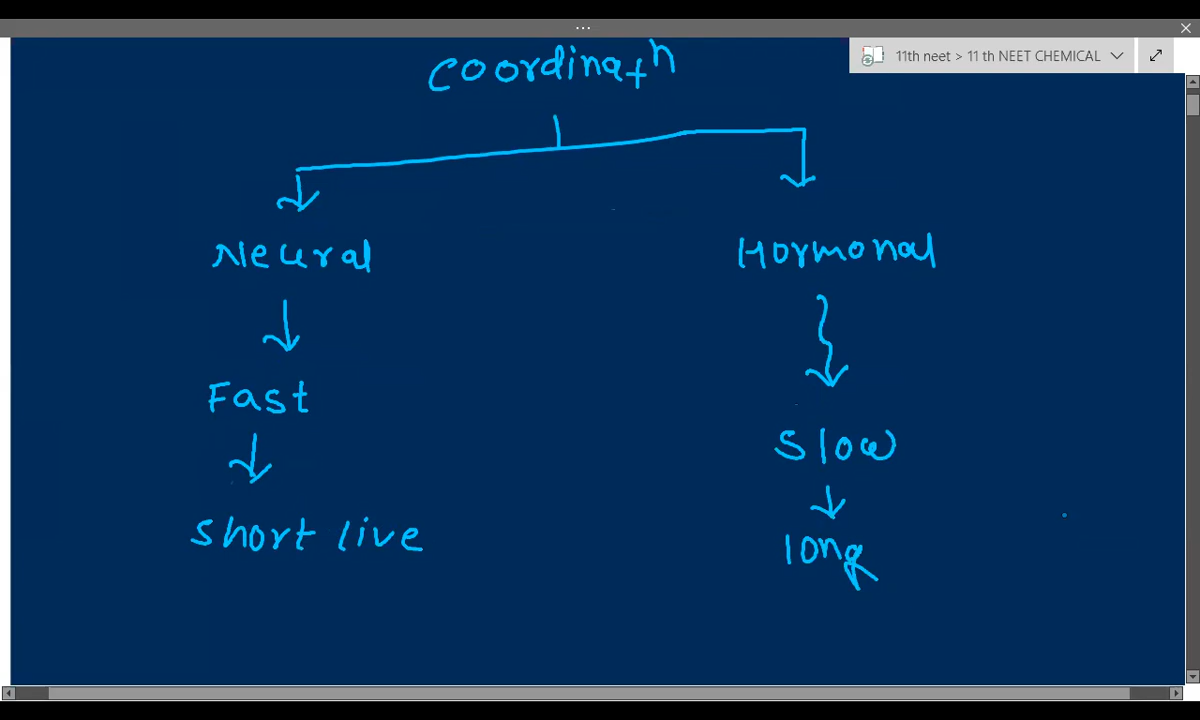 11th neet > 11 th NEET CHEMICAL
Coordinatn
Neural
Hormonal
Fast
Slow
Short live
long